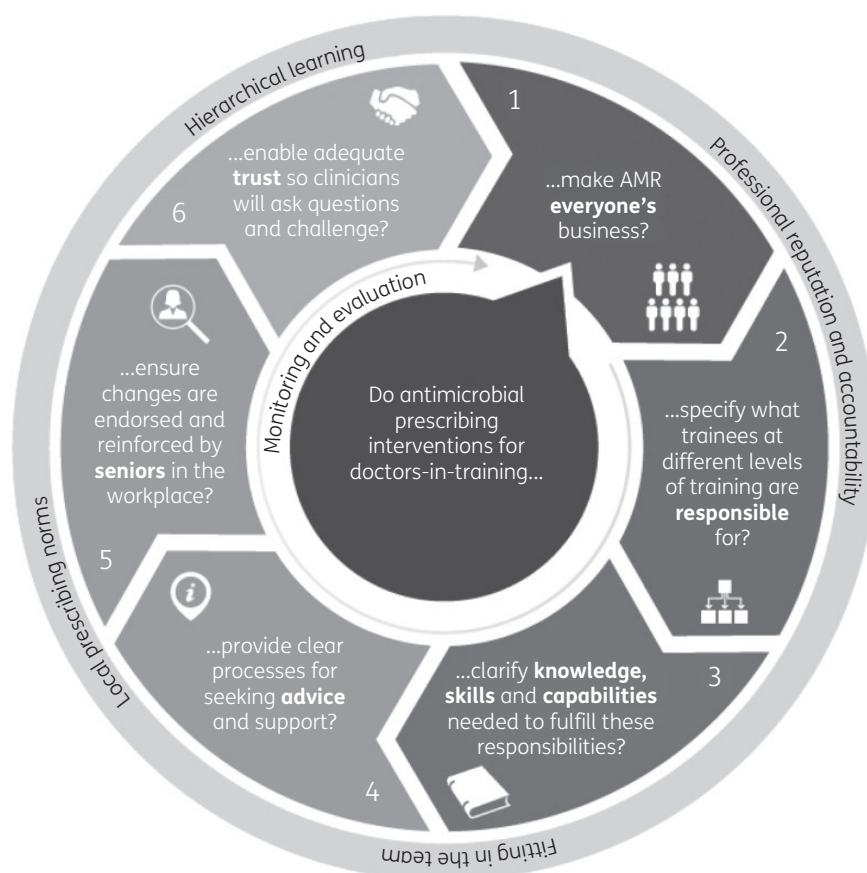 Hierarchical learning
Professional reputation and accountability
Fitting in the team
Local prescribing norms
Monitoring and evaluation
Do antimicrobial
prescribing
interventions for
doctors-in-training...
1
...make AMR
everyone's
business?
2
...specify what
trainees at
different levels
of training are
responsible
for?
3
...clarify knowledge,
skills and capabilities
needed to fulfill these
responsibilities?
4
...provide clear
processes for
seeking advice
and support?
i
5
...ensure
changes are
endorsed and
reinforced by
seniors in the
workplace?
6
...enable adequate
trust so clinicians
will ask questions
and challenge?